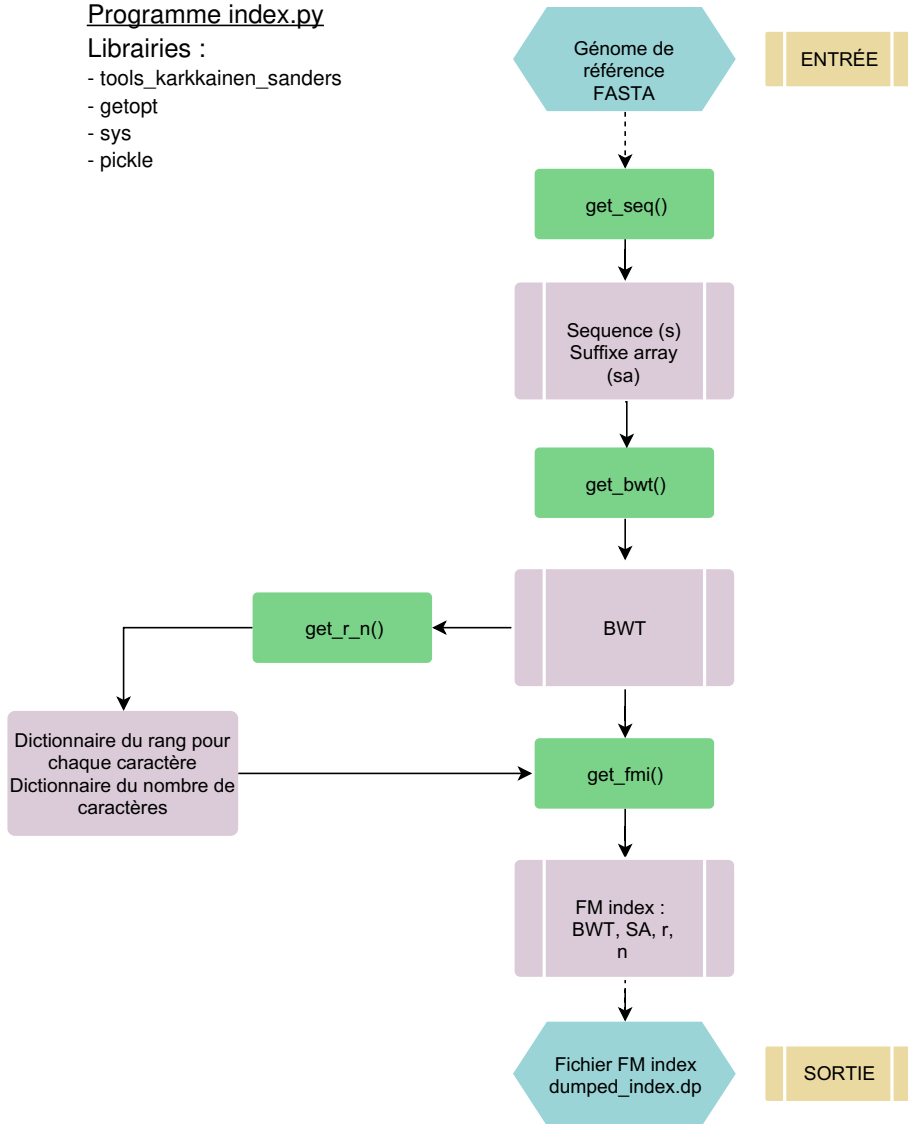 Programme index.py
Librairies :
- tools_karkkainen_sanders
- getopt
- sys
- pickle
Génome de
référence
FASTA
ENTRÉE
get_seq()
Sequence (s)
Suffixe array
(sa)
get_bwt()
BWT
get_r_n()
Dictionnaire du rang pour
chaque caractère
Dictionnaire du nombre de
caractères
get_fmi()
FM index :
BWT, SA, r,
n
Fichier FM index
dumped_index.dp
SORTIE